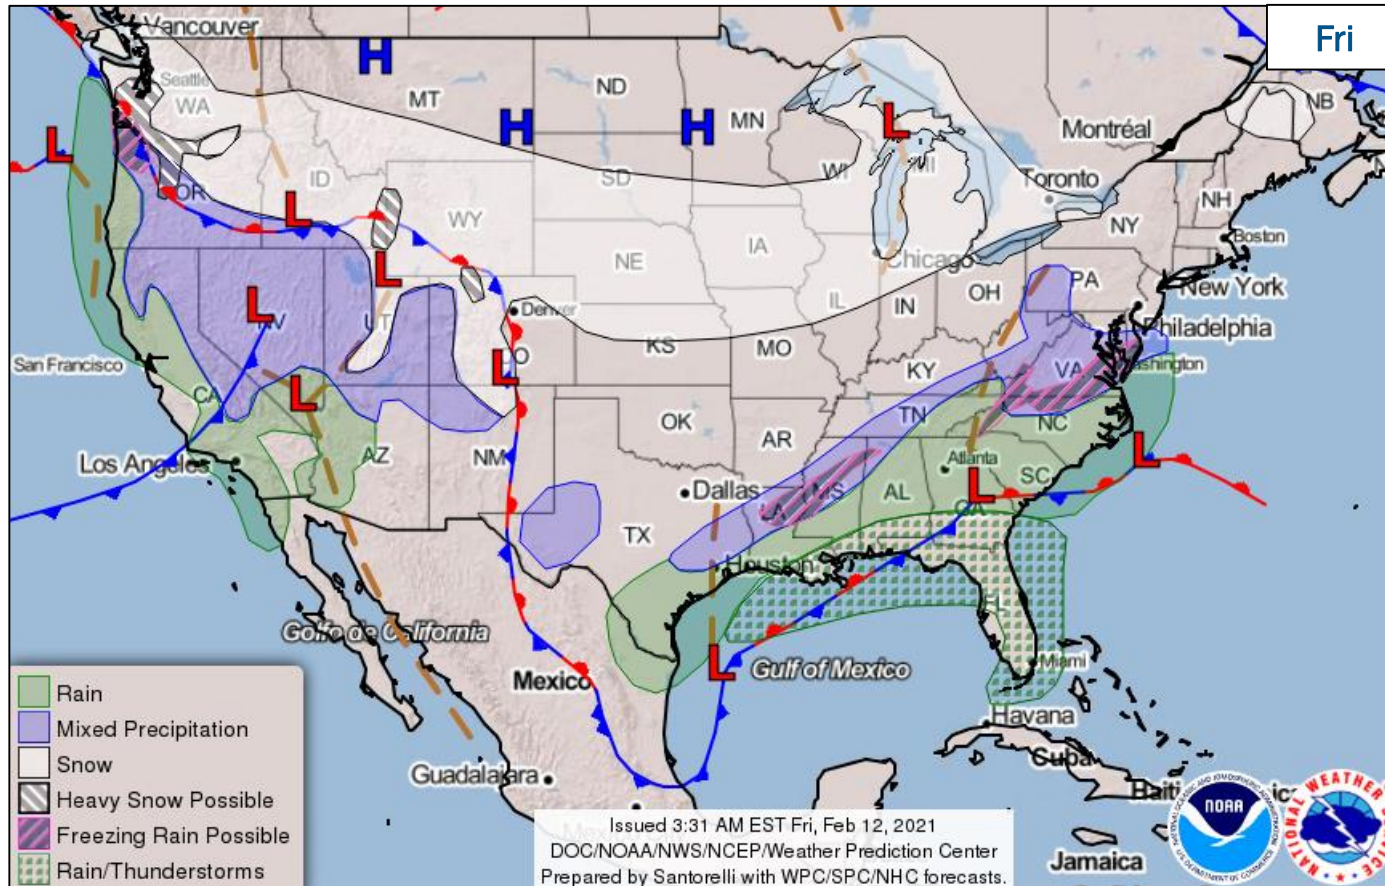 Fri
Vancouver
H
Seattle
WA
MT
ND
MN
H
H
L
Montréal
NB
L
OR
ID
L
WY
SD
WI
MI
Toronto
NH
NY
Boston
L
L
NV
UT
NE
IA
Chicago
IL
IN
OH
PA
New York
Denver
CO
L
KS
MO
KY
VA
Philadelphia
Washington
San Francisco
CA
L
AZ
NM
OK
AR
TN
NC
Los Angeles
Dallas
TX
LA
MS
AL
Atlanta
L
GA
SC
L
Houston
FL
Golfo de California
Mexico
L
Gulf of Mexico
Miami
Havana
Cuba
Guadalajara
Haiti
Jamaica
Rain
Mixed Precipitation
Snow
Heavy Snow Possible
Freezing Rain Possible
Rain/Thunderstorms
Issued 3:31 AM EST Fri, Feb 12, 2021
DOC/NOAA/NWS/NCEP/Weather Prediction Center
Prepared by Santorelli with WPC/SPC/NHC forecasts.
NOAA
NATIONAL WEATHER SERVICE